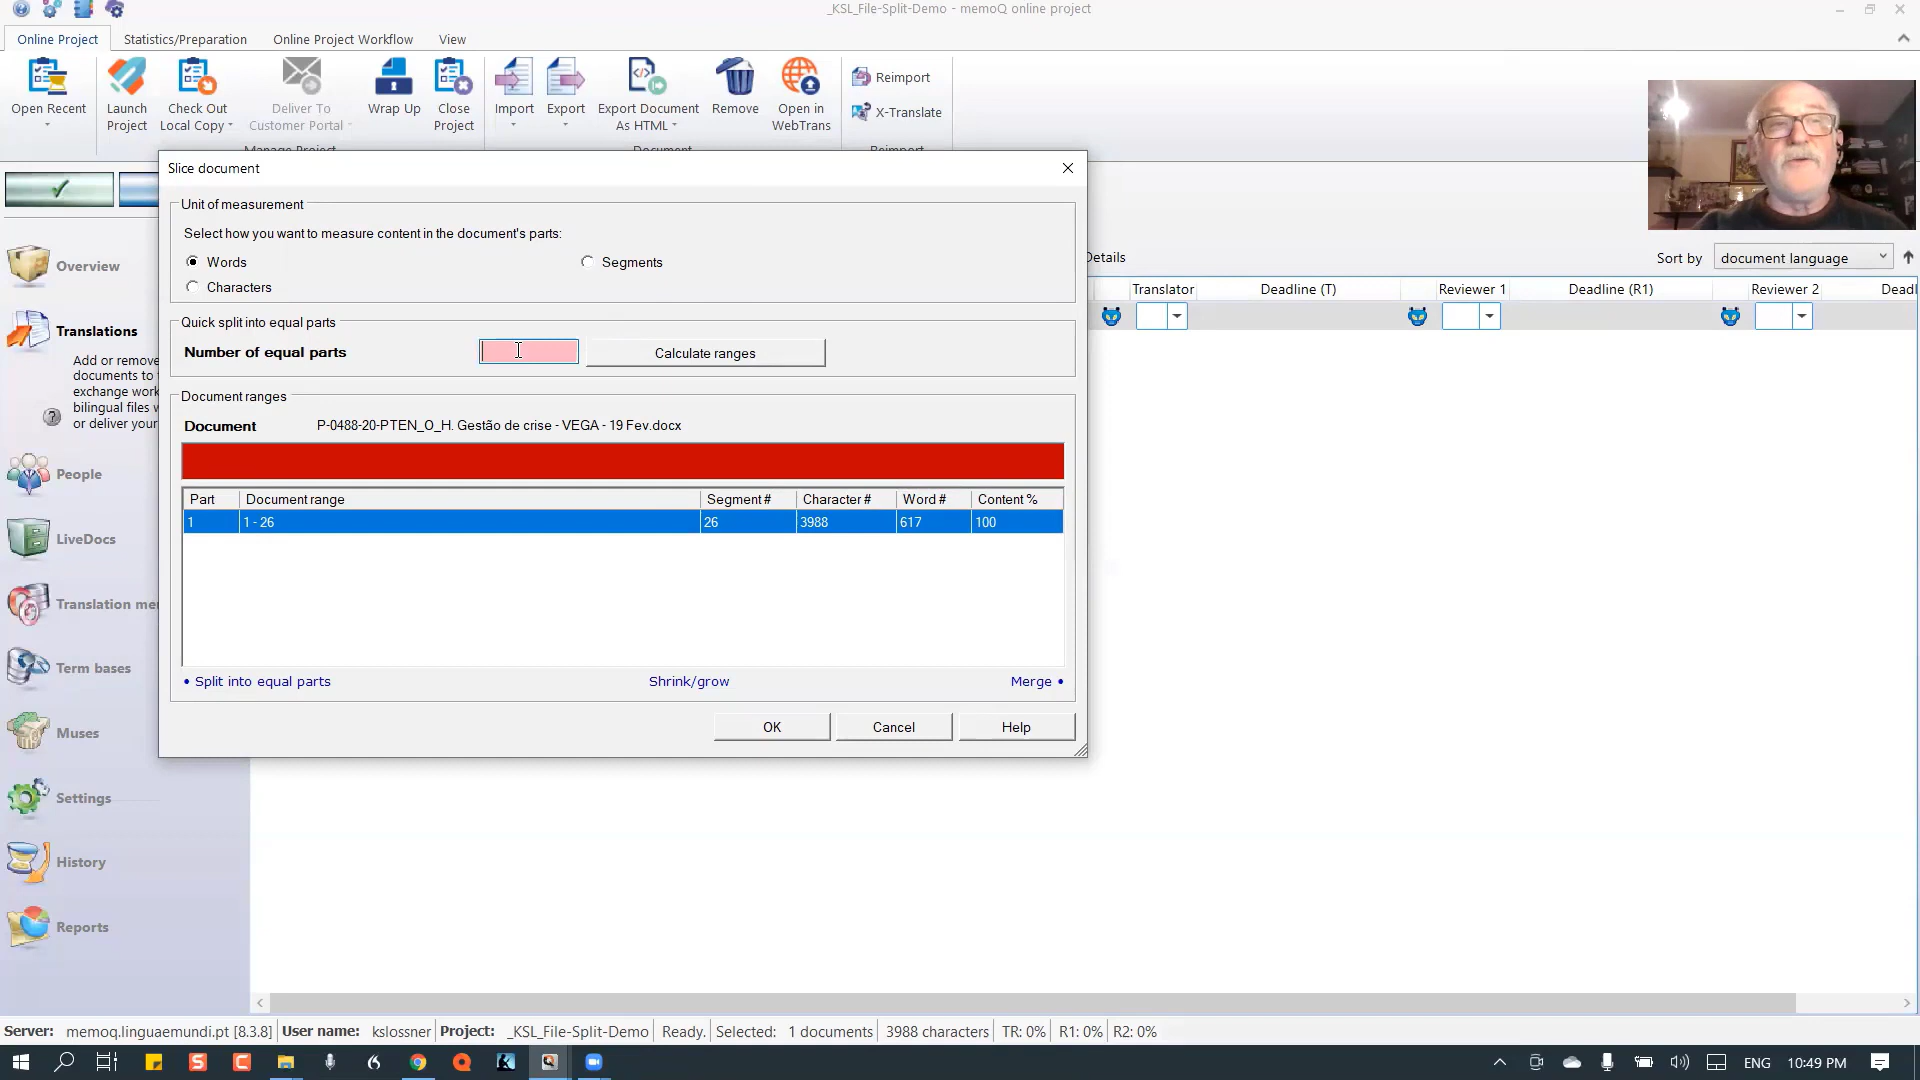 _KSL_File-Split-Demo - memoQ online project
Online Project Statistics/Preparation Online Project Workflow View
Open Recent
Launch Project
Check Out Local Copy
Deliver To Customer Portal
Wrap Up
Close Project
Import
Export
Export Document As HTML
Remove
Open in WebTrans
Reimport
X-Translate
Manage Project
Document
Reimport
Slice document
Unit of measurement
Select how you want to measure content in the document's parts:
Words Segments
Characters
Quick split into equal parts
Number of equal parts Calculate ranges
Document ranges
Document P-0488-20-PTEN_O_H. Gestão de crise - VEGA - 19 Fev.docx
Part Document range Segment # Character # Word # Content %
1 1 - 26 26 3988 617 100
• Split into equal parts Shrink/grow Merge •
OK Cancel Help
Overview
Translations
Add or remove
documents to
exchange work
bilingual files
or deliver your
People
LiveDocs
Translation me
Term bases
Muses
Settings
History
Reports
Details
Sort by document language
Translator Deadline (T) Reviewer 1 Deadline (R1) Reviewer 2 Deadl
Server: memoq.linguaemundi.pt [8.3.8] User name: kslossner Project: _KSL_File-Split-Demo Ready. Selected: 1 documents 3988 characters TR: 0% R1: 0% R2: 0%
ENG 10:49 PM